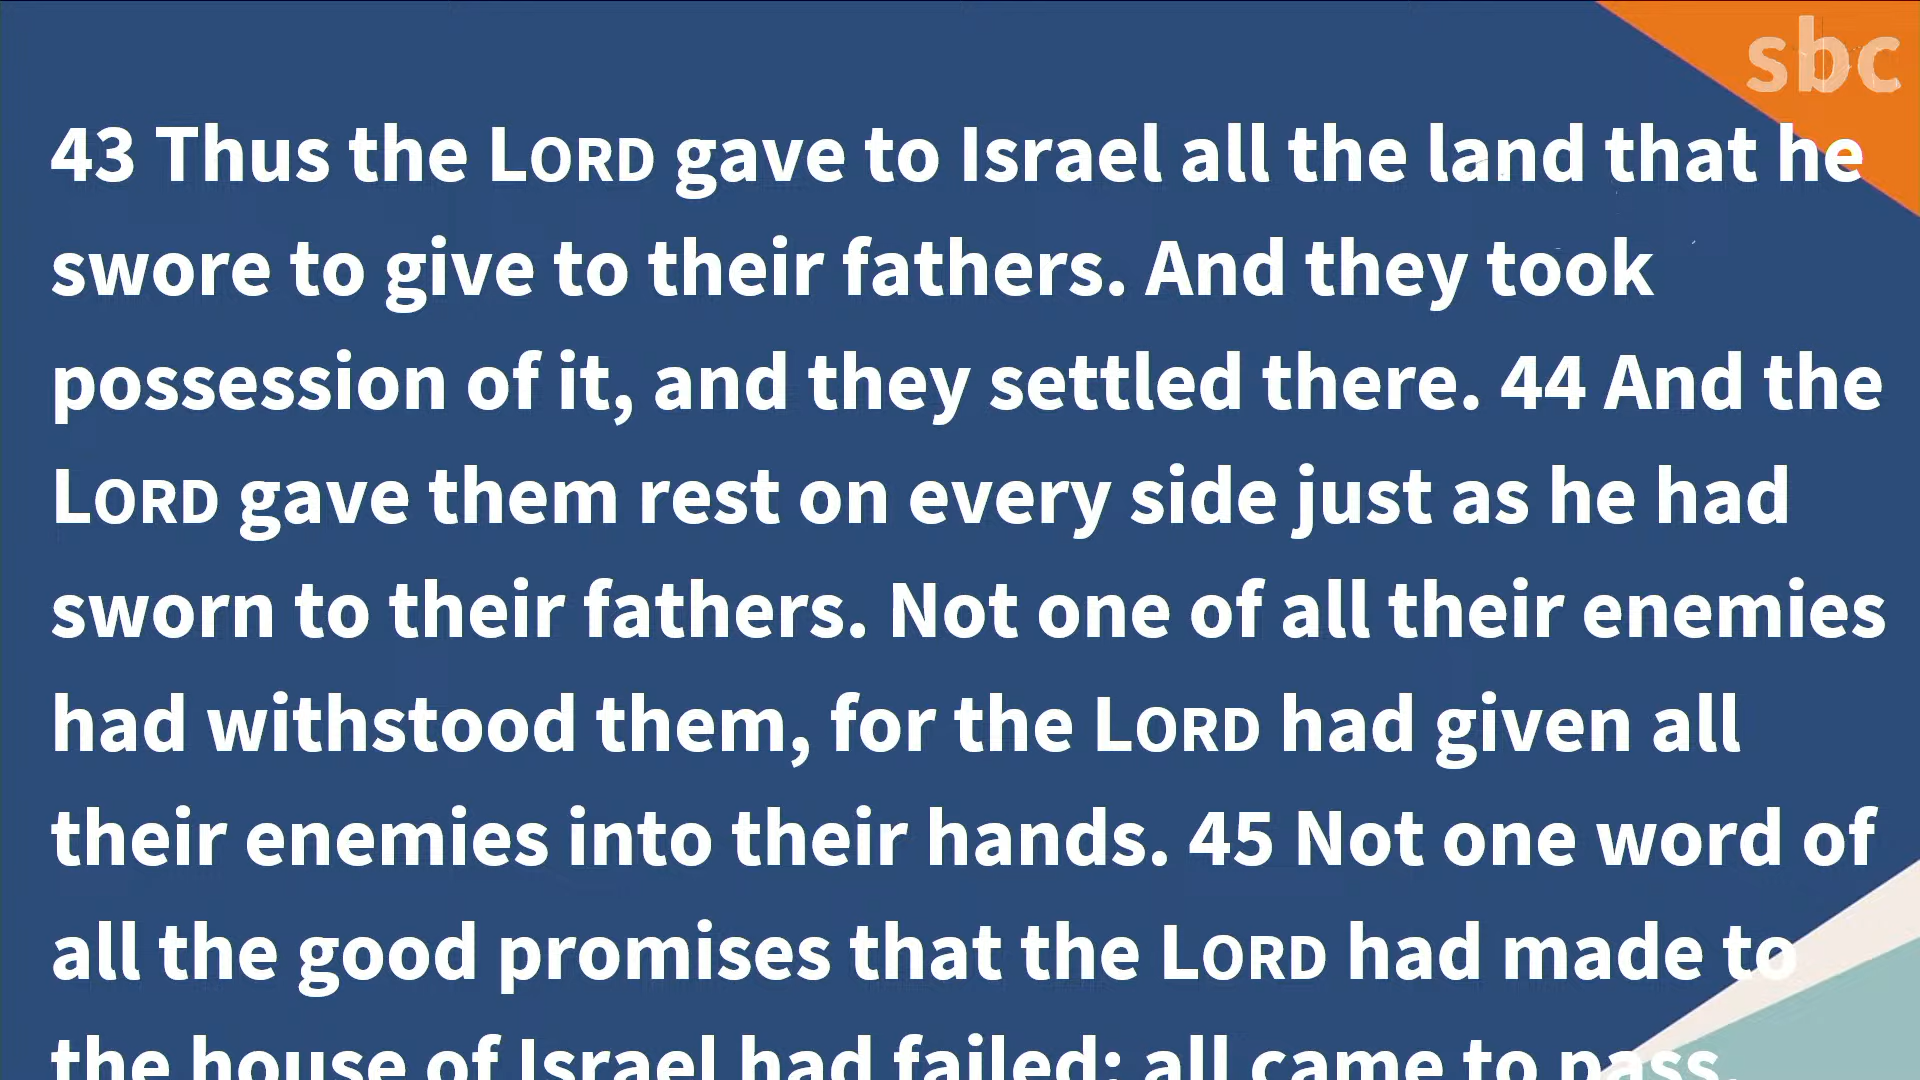 sbc
43 Thus the LORD gave to Israel all the land that he
swore to give to their fathers. And they took
possession of it, and they settled there. 44 And the
LORD gave them rest on every side just as he had
sworn to their fathers. Not one of all their enemies
had withstood them, for the LORD had given all
their enemies into their hands. 45 Not one word of
all the good promises that the LORD had made to
the house of Israel had failed; all came to pass.